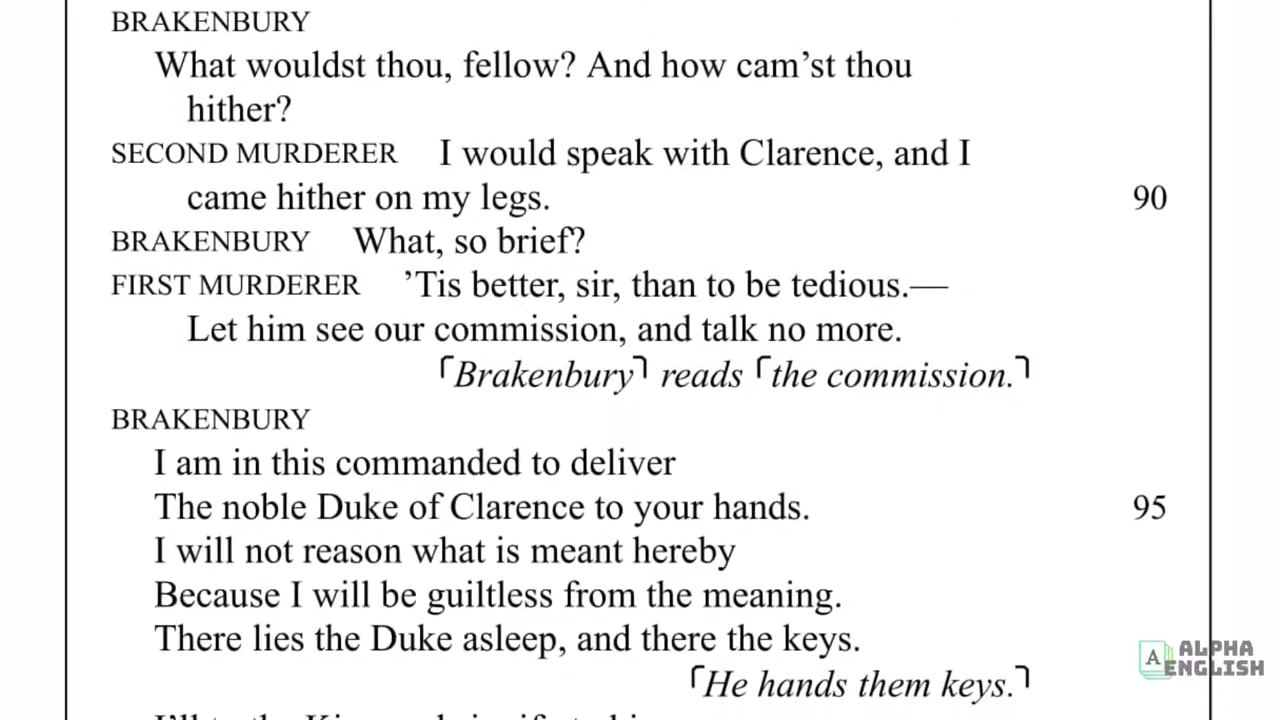 BRAKENBURY
What wouldst thou, fellow? And how cam’st thou
hither?
SECOND MURDERER I would speak with Clarence, and I
came hither on my legs. 90
BRAKENBURY What, so brief?
FIRST MURDERER ’Tis better, sir, than to be tedious.—
Let him see our commission, and talk no more.
⌜Brakenbury⌝ reads ⌜the commission.⌝
BRAKENBURY
I am in this commanded to deliver
The noble Duke of Clarence to your hands. 95
I will not reason what is meant hereby
Because I will be guiltless from the meaning.
There lies the Duke asleep, and there the keys.
⌜He hands them keys.⌝
A ALPHA
ENGLISH